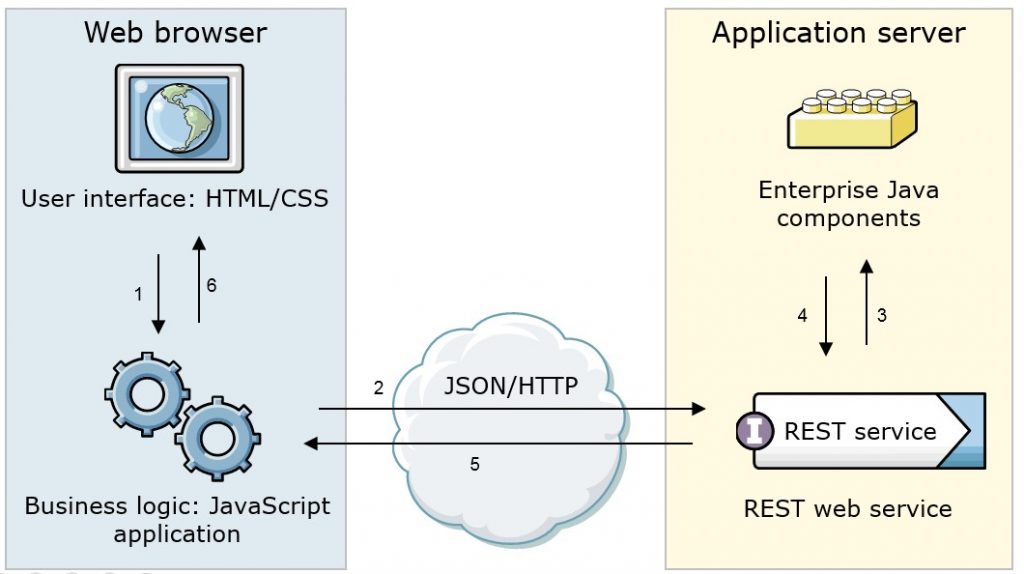 Web browser
User interface: HTML/CSS
1
6
Business logic: JavaScript
application
2
JSON/HTTP
5
Application server
Enterprise Java
components
4
3
I
REST service
REST web service